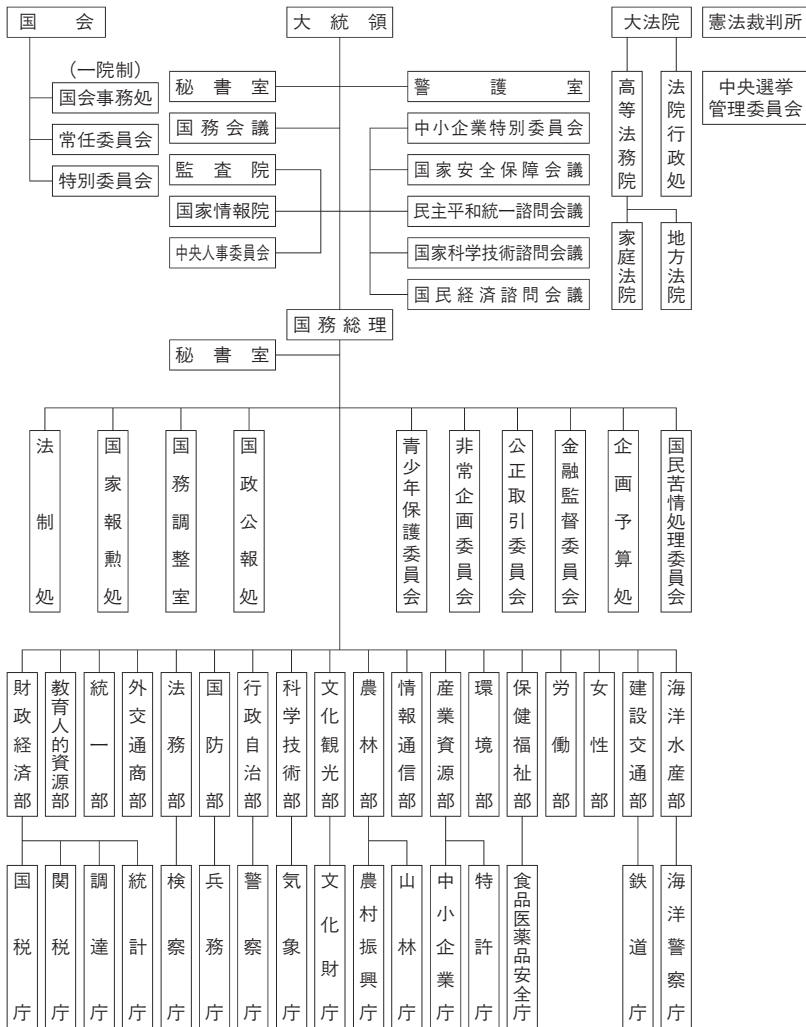 国会
大統領
大法院
憲法裁判所
(一院制)
国会事務処
常任委員会
特別委員会
秘書室
国務会議
監査院
国家情報院
中央人事委員会
警護室
中小企業特別委員会
国家安全保障会議
民主平和統一諮問会議
国家科学技術諮問会議
国民経済諮問会議
高等法務院
法院行政処
家庭法院
地方法院
中央選挙
管理委員会
国務総理
秘書室
法制処
国家報勲処
国務調整室
国政公報処
青少年保護委員会
非常企画委員会
公正取引委員会
金融監督委員会
企画予算処
国民苦情処理委員会
財政経済部
教育人的資源部
統一部
外交通商部
法務部
国防部
行政自治部
科学技術部
文化観光部
農林部
情報通信部
産業資源部
環境部
保健福祉部
労働部
女性部
建設交通部
海洋水産部
国税庁
関税庁
調達庁
統計庁
検察庁
兵務庁
警察庁
気象庁
文化財庁
農村振興庁
山林庁
中小企業庁
特許庁
食品医薬品安全庁
鉄道庁
海洋警察庁